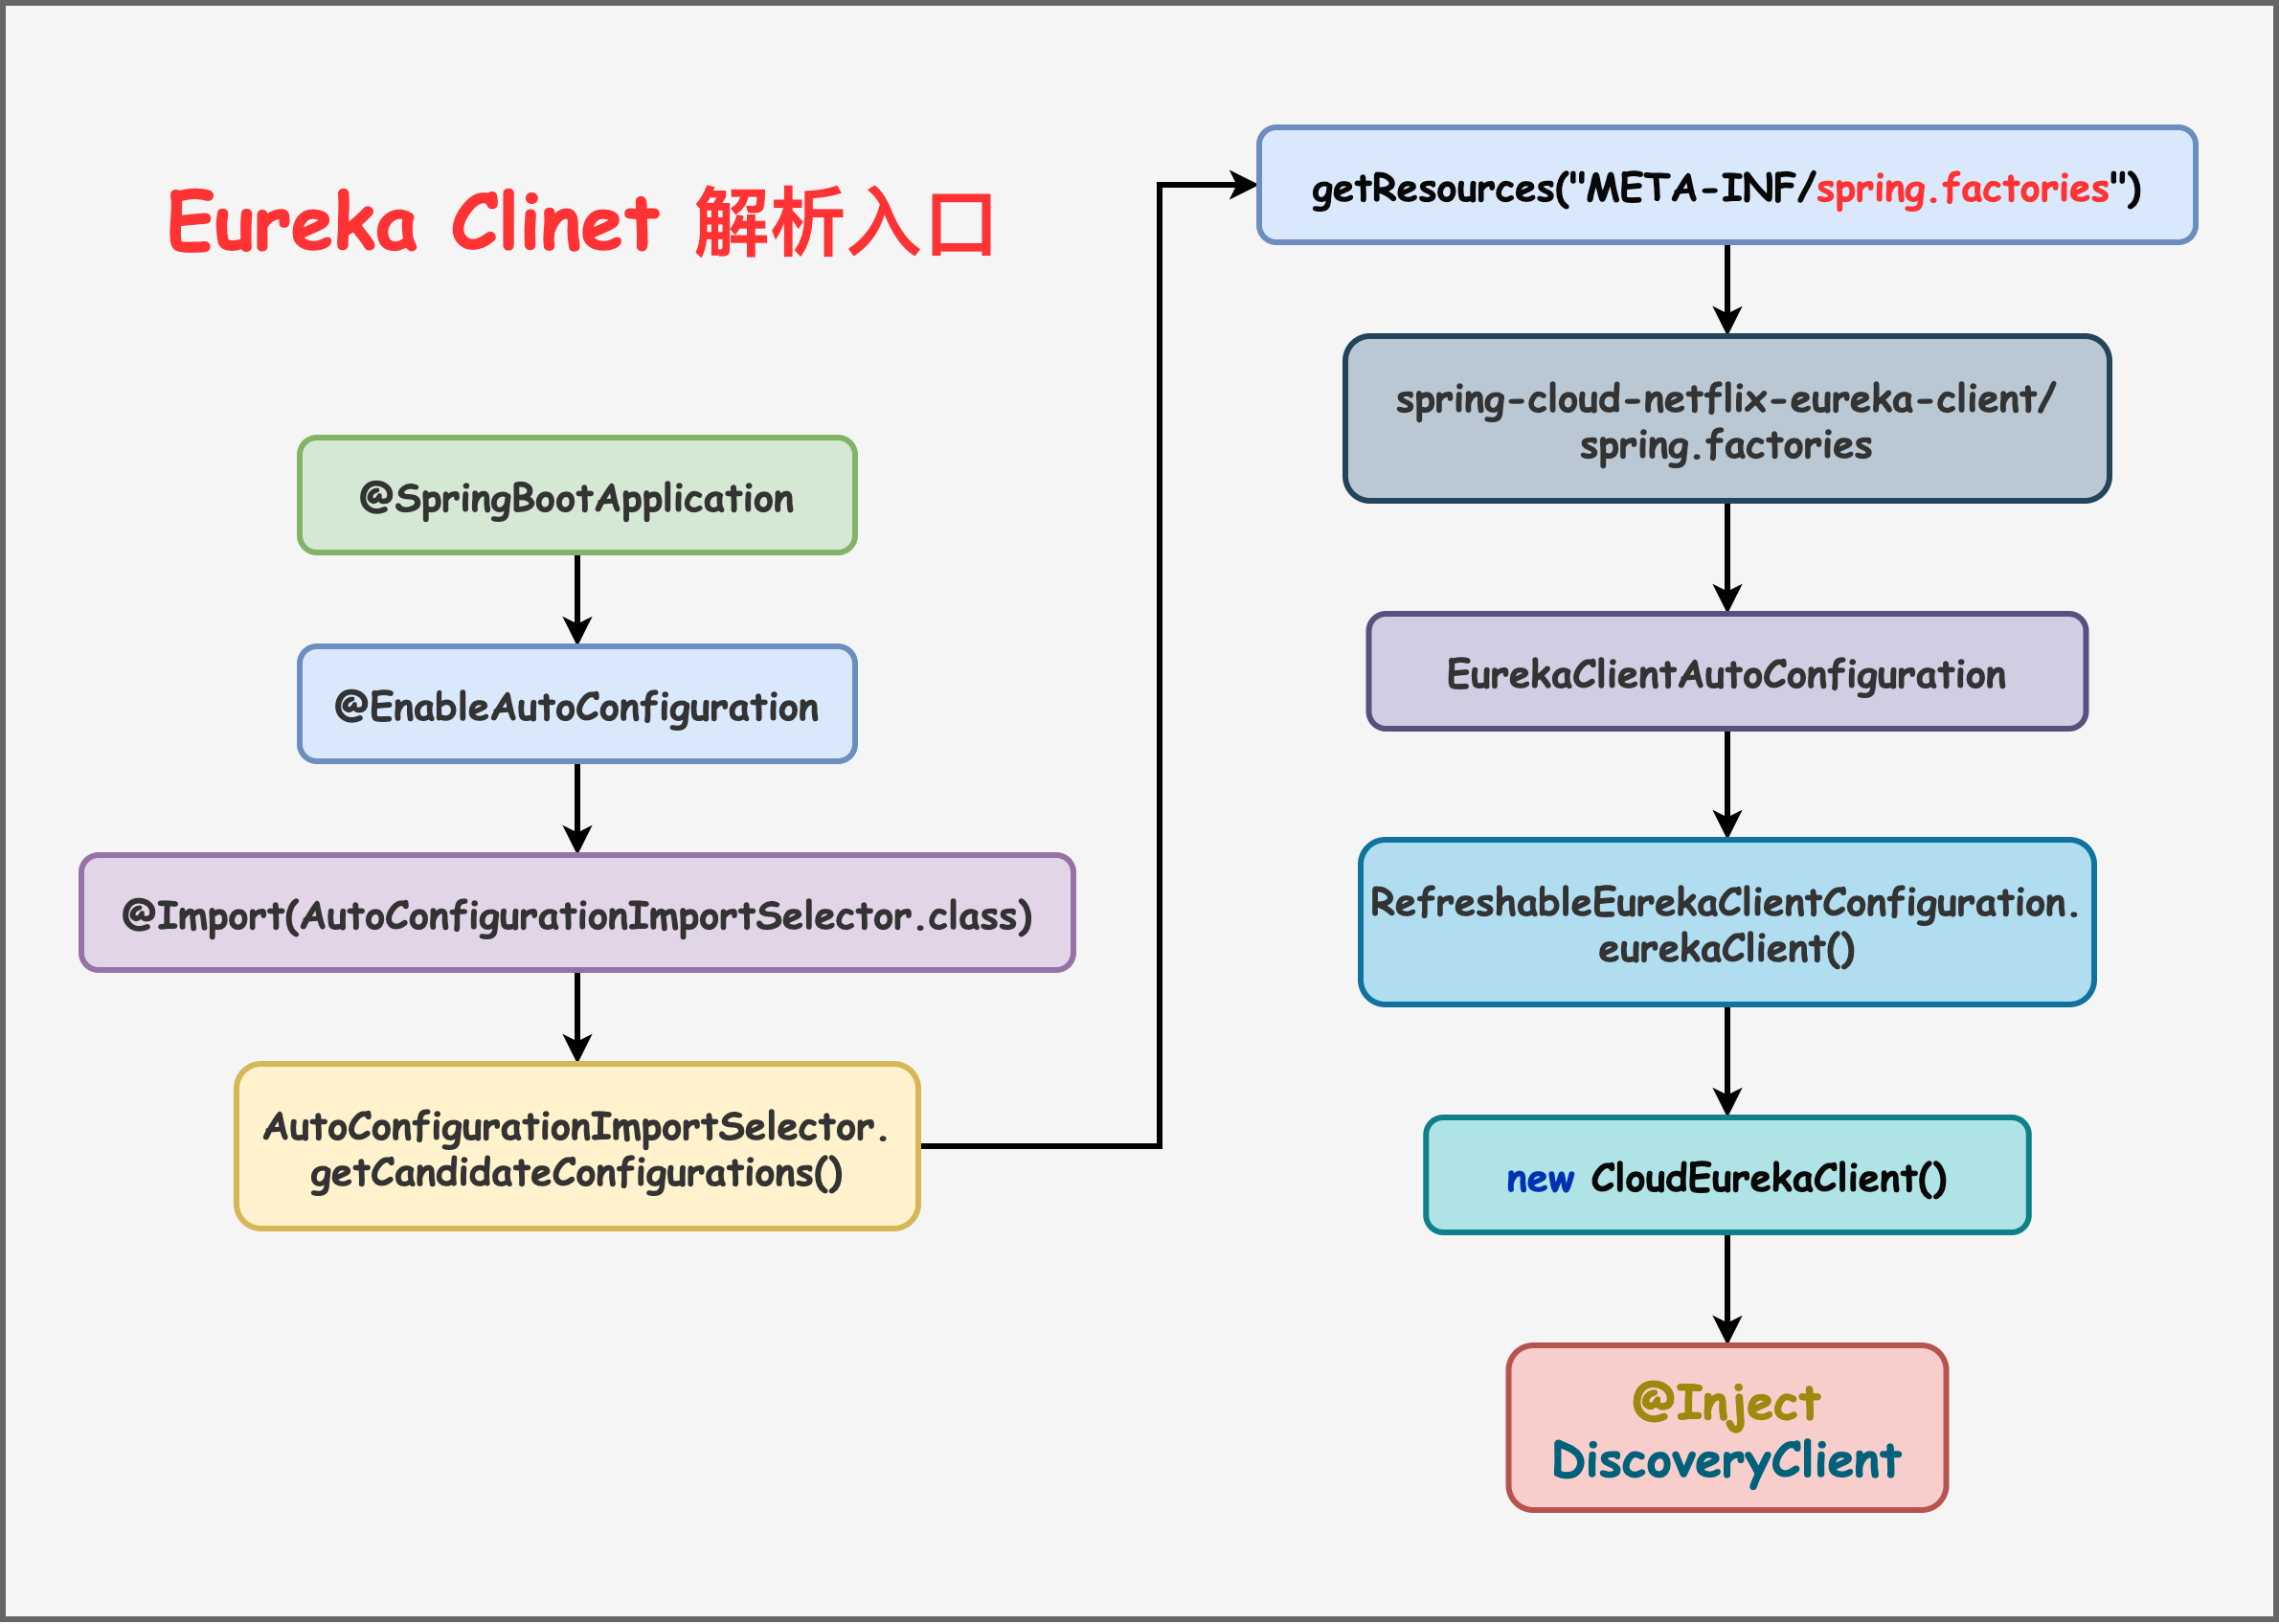 Eureka Clinet 解析入口
@SpringBootApplication
@EnableAutoConfiguration
@Import(AutoConfigurationImportSelector.class)
AutoConfigurationImportSelector.
getCandidateConfigurations()
getResources("META-INF/spring.factories")
spring-cloud-netflix-eureka-client/
spring.factories
EurekaClientAutoConfiguration
RefreshableEurekaClientConfiguration.
eurekaClient()
new CloudEurekaClient()
@Inject
DiscoveryClient